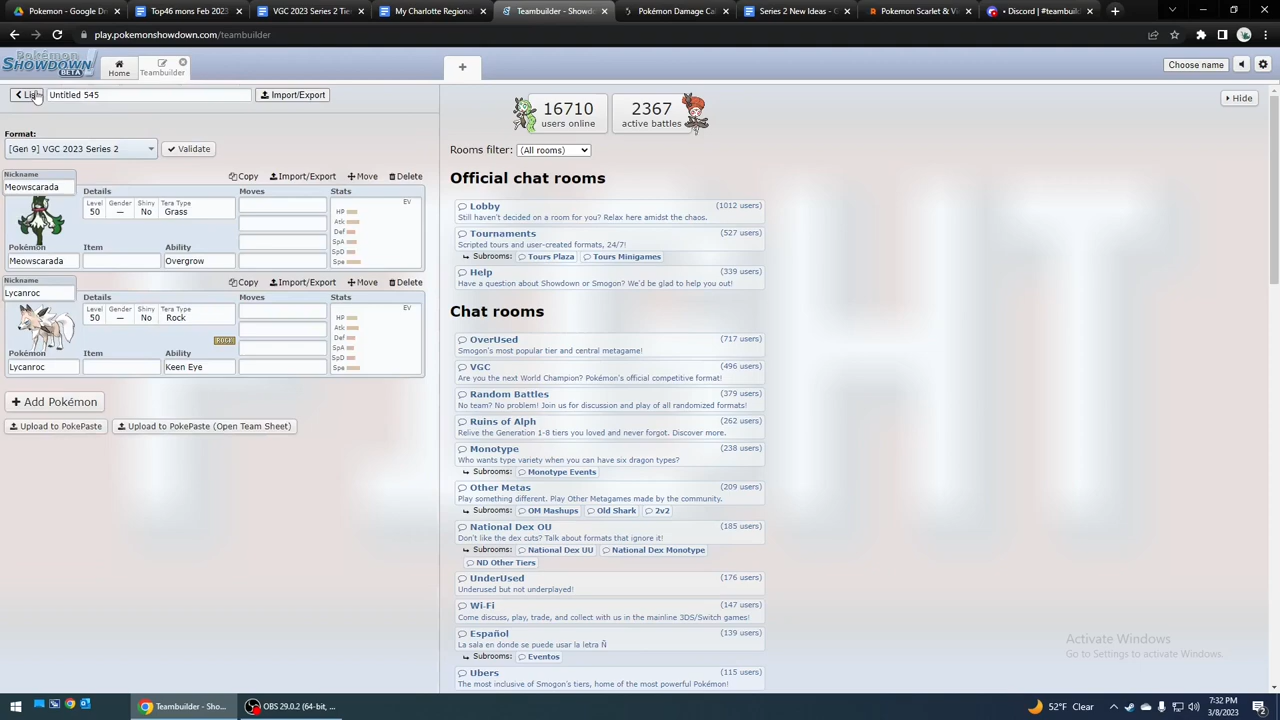 Pokémon - Google Dr
Top46 mons Feb 2023
VGC 2023 Series 2 Tie
My Charlotte Regional
Teambuilder - Showdo
Pokémon Damage Cal
Series 2 New Ideas - G
Pokémon Scarlet & Vi
• Discord | #teambuil
play.pokemonshowdown.com/teambuilder
Pokémon
Showdown
BETA
Home
Teambuilder
+
Choose name
Untitled 545
Import/Export
16710
users online
2367
active battles
Hide
Format:
[Gen 9] VGC 2023 Series 2
Validate
Rooms filter: (All rooms)
Nickname
Meowscarada
Copy Import/Export Move Delete
Details Moves Stats
Level Gender Shiny Tera Type EV
50 — No Grass
HP
Atk
Def
SpA
SpD
Spe
Pokémon Item Ability
Meowscarada Overgrow
Nickname
Lycanroc
Copy Import/Export Move Delete
Details Moves Stats
Level Gender Shiny Tera Type EV
50 — No Rock
HP
Atk
Def
SpA
SpD
Spe
ROCK
Pokémon Item Ability
Lycanroc Keen Eye
+ Add Pokémon
Upload to PokePaste Upload to PokePaste (Open Team Sheet)
Official chat rooms
Lobby (1012 users)
Still haven't decided on a room for you? Relax here amidst the chaos.
Tournaments (527 users)
Scripted tours and user-created formats, 24/7!
Subrooms: Tours Plaza Tours Minigames
Help (339 users)
Have a question about Showdown or Smogon? We'd be glad to help you out!
Chat rooms
OverUsed (717 users)
Smogon's most popular tier and central metagame!
VGC (496 users)
Are you the next World Champion? Pokémon's official competitive format!
Random Battles (379 users)
No team? No problem! Join us for discussion and play of all randomized formats!
Ruins of Alph (262 users)
Relive the Generation 1-8 tiers you loved and never forgot. Discover more.
Monotype (238 users)
Who wants type variety when you can have six dragon types?
Subrooms: Monotype Events
Other Metas (209 users)
Play something different. Play Other Metagames made by the community.
Subrooms: OM Mashups Old Shark 2v2
National Dex OU (185 users)
Don't like the dex cuts? Talk about formats that ignore it!
Subrooms: National Dex UU National Dex Monotype
ND Other Tiers
UnderUsed (176 users)
Underused but not underplayed!
Wi-Fi (147 users)
Come discuss, play, trade, and collect with us in the mainline 3DS/Switch games!
Español (139 users)
La sala en donde se puede usar la letra Ñ
Subrooms: Eventos
Ubers (115 users)
The most inclusive of Smogon's tiers, home of the most powerful Pokémon!
Activate Windows
Go to Settings to activate Windows.
Teambuilder - Sho...
OBS 29.0.2 (64-bit, ...
52°F Clear
7:32 PM
3/8/2023
2